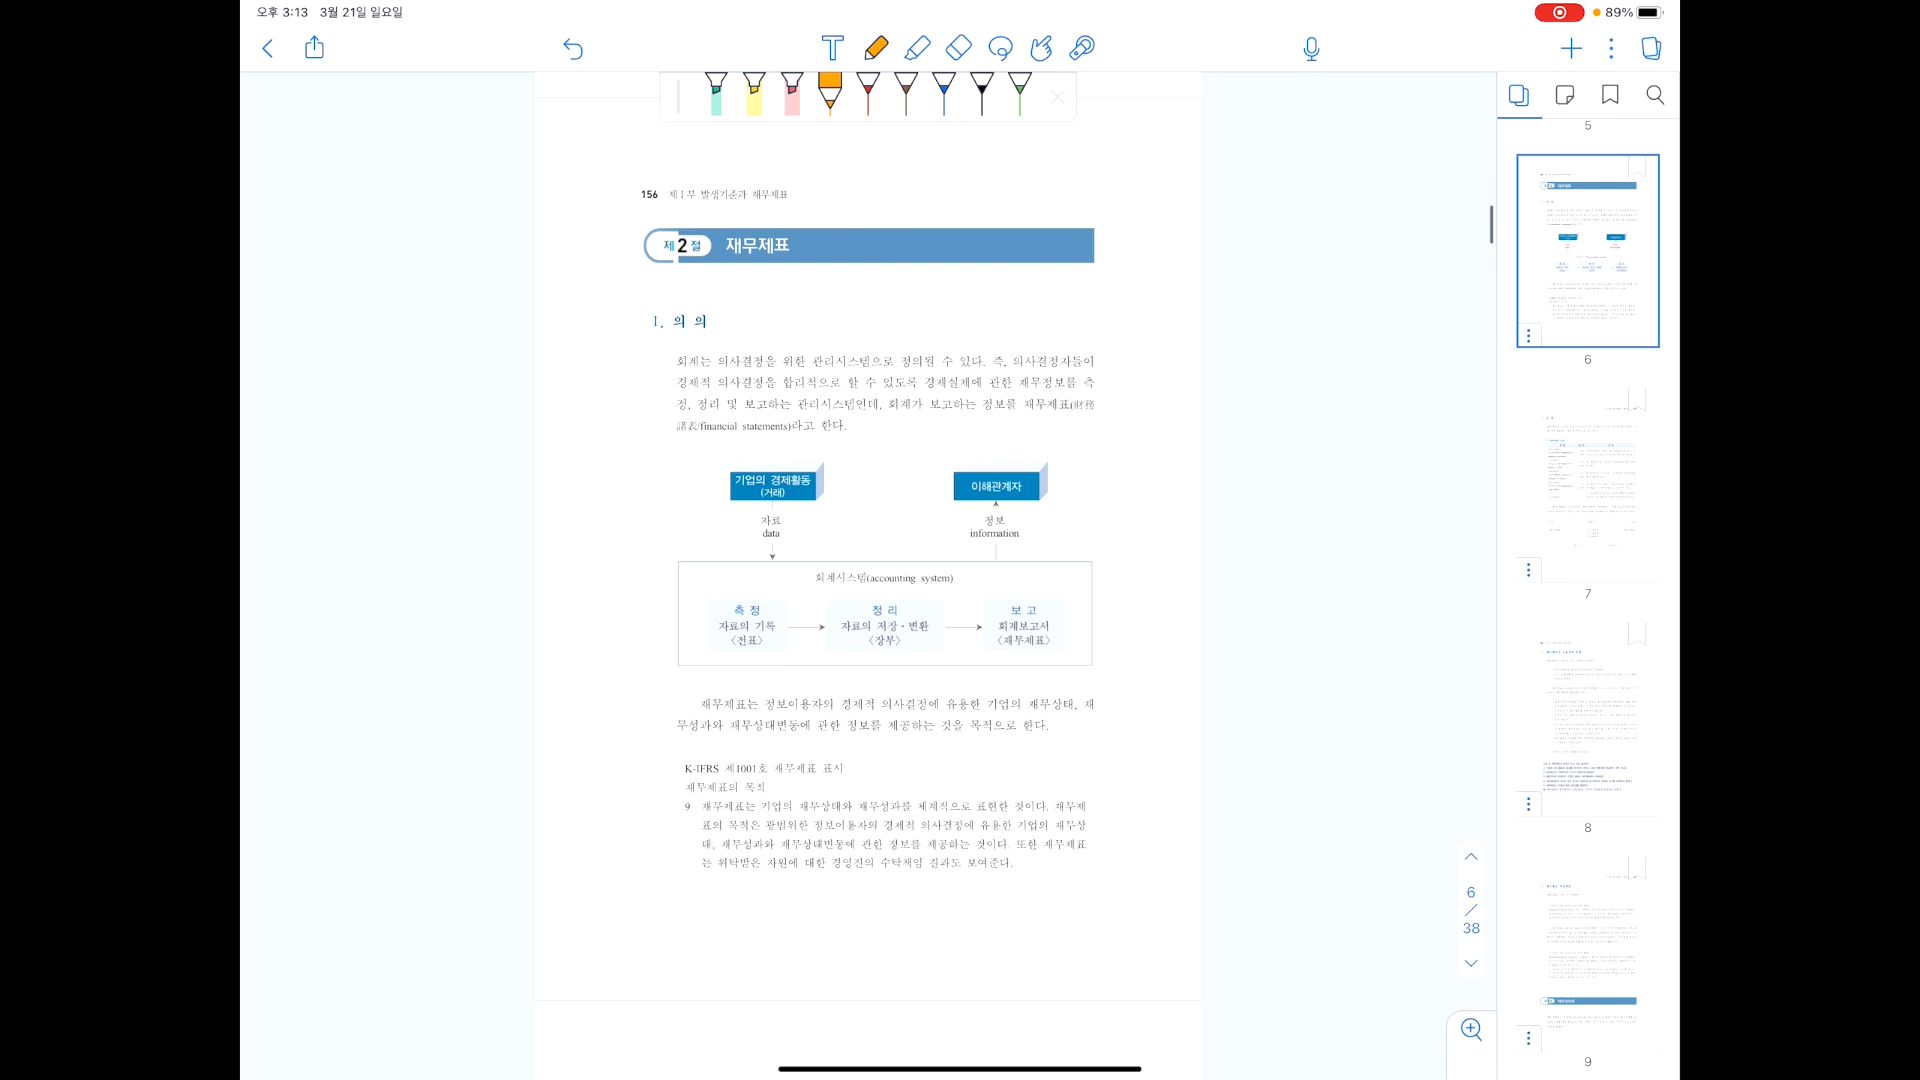 오후 3:13 3월 21일 일요일
89%
156 제Ⅰ부 발생기준과 재무제표
제2절 재무제표
Ⅰ. 의 의
회계는 의사결정을 위한 관리시스템으로 정의될 수 있다. 즉, 의사결정자들이
경제적 의사결정을 합리적으로 할 수 있도록 경제실체에 관한 재무정보를 측
정, 정리 및 보고하는 관리시스템인데, 회계가 보고하는 정보를 재무제표(財務
諸表/financial statements)라고 한다.
기업의 경제활동
(거래)
이해관계자
자료
data
정보
information
회계시스템(accounting system)
측 정
자료의 기록
〈전표〉
정 리
자료의 저장·변환
〈장부〉
보 고
회계보고서
〈재무제표〉
재무제표는 정보이용자의 경제적 의사결정에 유용한 기업의 재무상태, 재
무성과와 재무상태변동에 관한 정보를 제공하는 것을 목적으로 한다.
K-IFRS 제1001호 재무제표 표시
재무제표의 목적
9 재무제표는 기업의 재무상태와 재무성과를 체계적으로 표현한 것이다. 재무제
표의 목적은 광범위한 정보이용자의 경제적 의사결정에 유용한 기업의 재무상
태, 재무성과와 재무상태변동에 관한 정보를 제공하는 것이다. 또한 재무제표
는 위탁받은 자원에 대한 경영진의 수탁책임 결과도 보여준다.
6
/
38
5
6
7
8
9